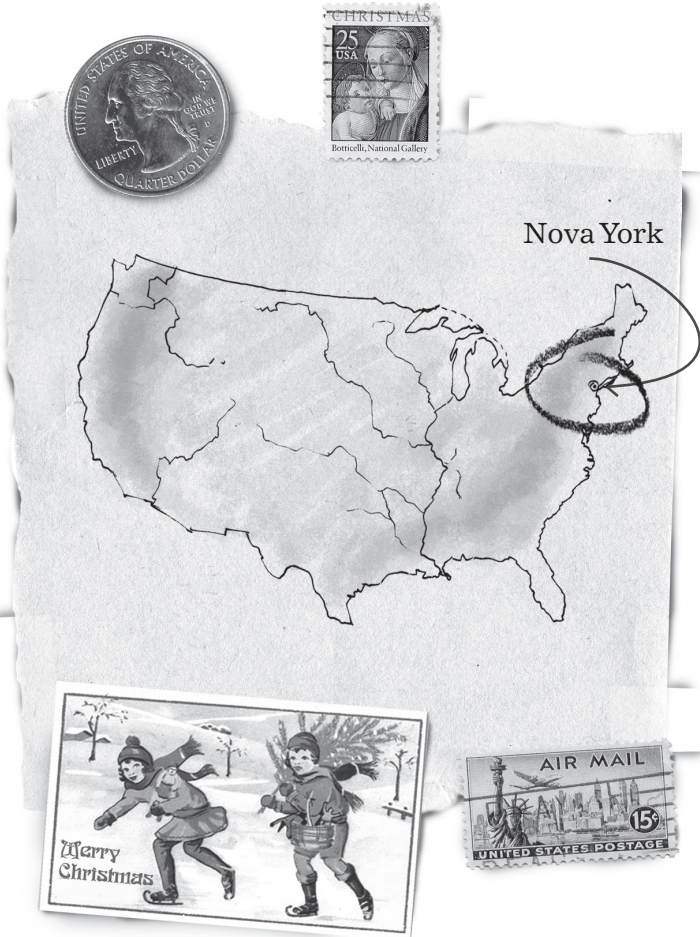 UNITED STATES OF AMERICA
IN
GOD WE
TRUST
D
LIBERTY
QUARTER DOLLAR
CHRISTMAS
25
USA
Botticelli, National Gallery
Nova York
Merry
Christmas
AIR MAIL
15¢
UNITED STATES POSTAGE